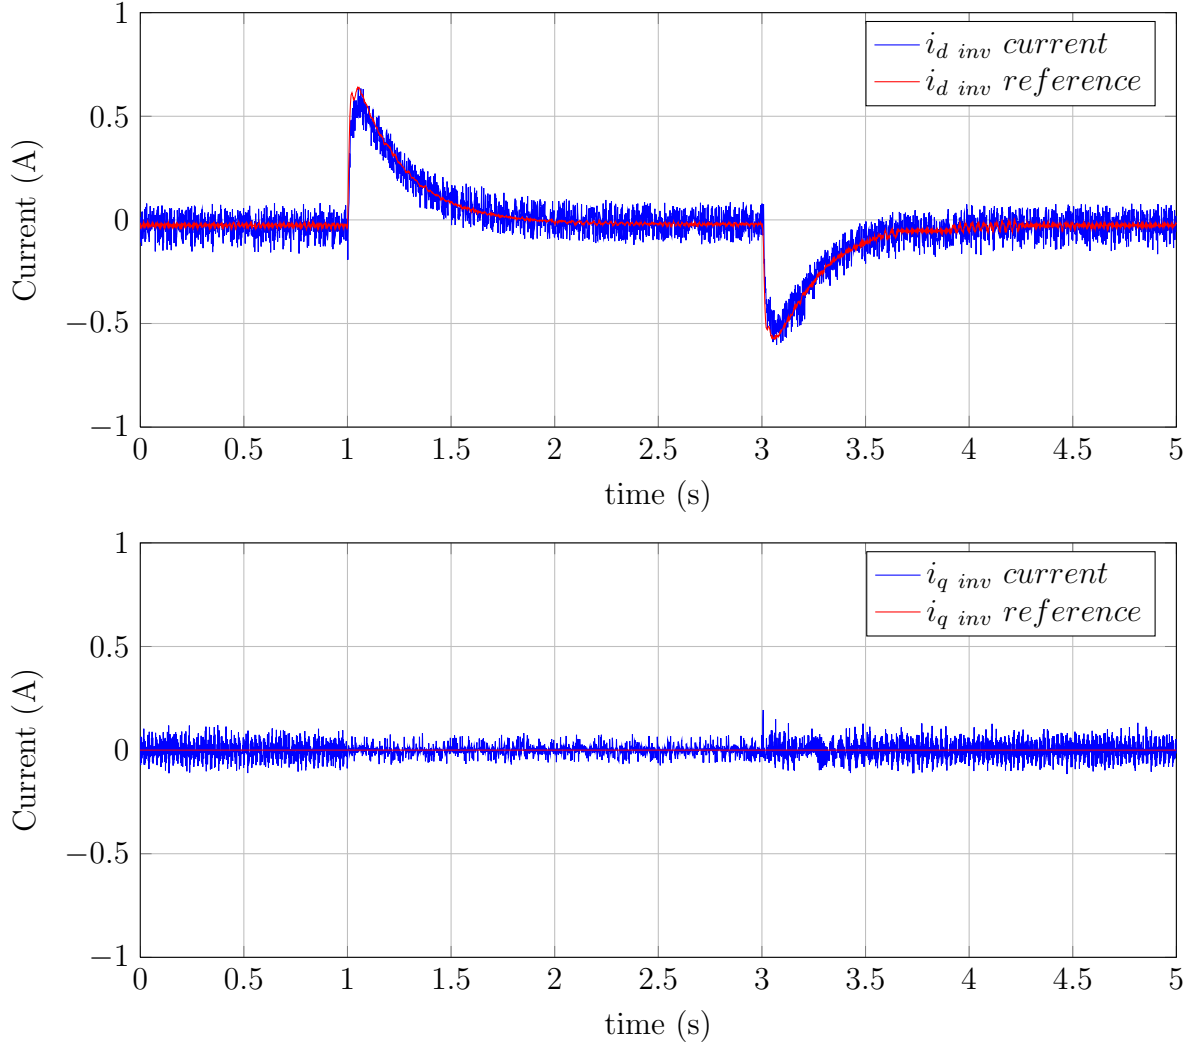 1
0.5
0
−0.5
−1
Current (A)
i_d inv current
i_d inv reference
0 0.5 1 1.5 2 2.5 3 3.5 4 4.5 5
time (s)
1
0.5
0
−0.5
−1
Current (A)
i_q inv current
i_q inv reference
0 0.5 1 1.5 2 2.5 3 3.5 4 4.5 5
time (s)